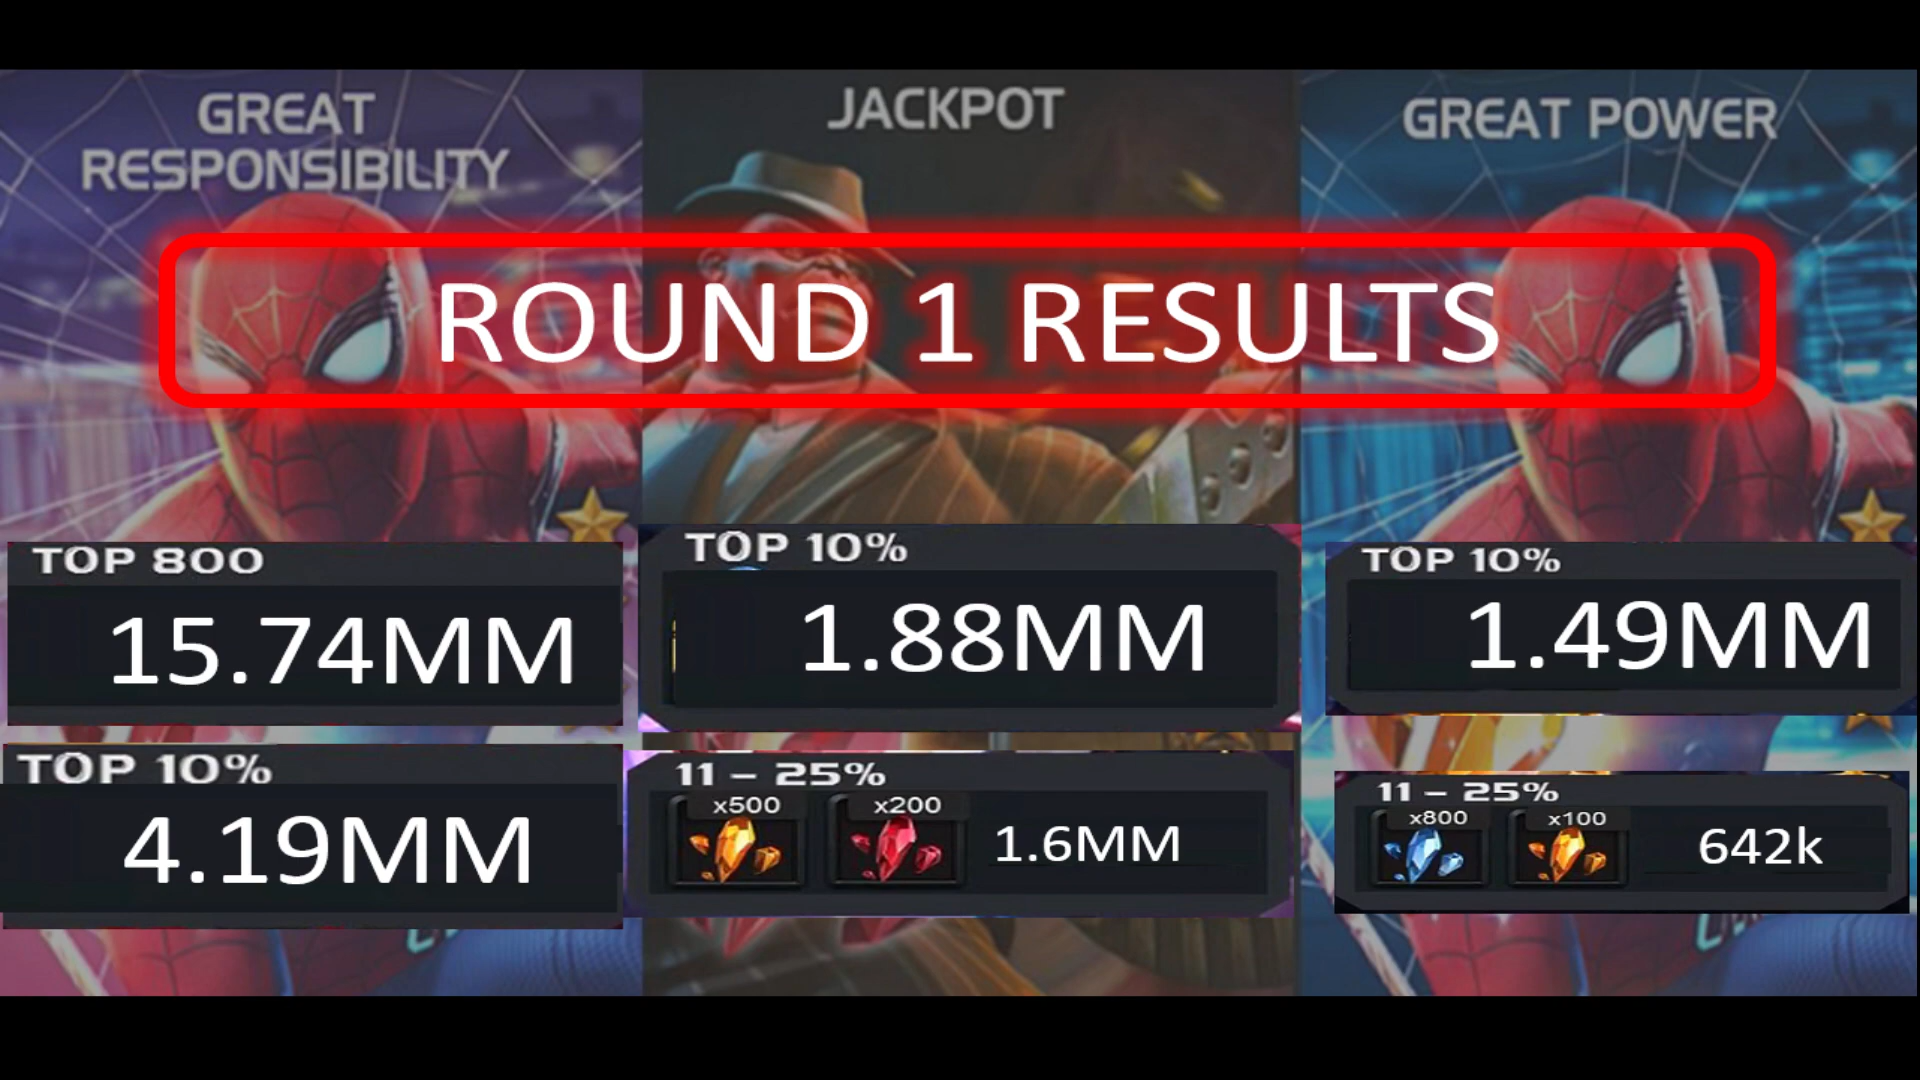 GREAT
RESPONSIBILITY
JACKPOT
GREAT POWER
ROUND 1 RESULTS
TOP 800
15.74MM
TOP 10%
4.19MM
TOP 10%
1.88MM
11 - 25%
x500 x200
1.6MM
TOP 10%
1.49MM
11 - 25%
x800 x100
642k